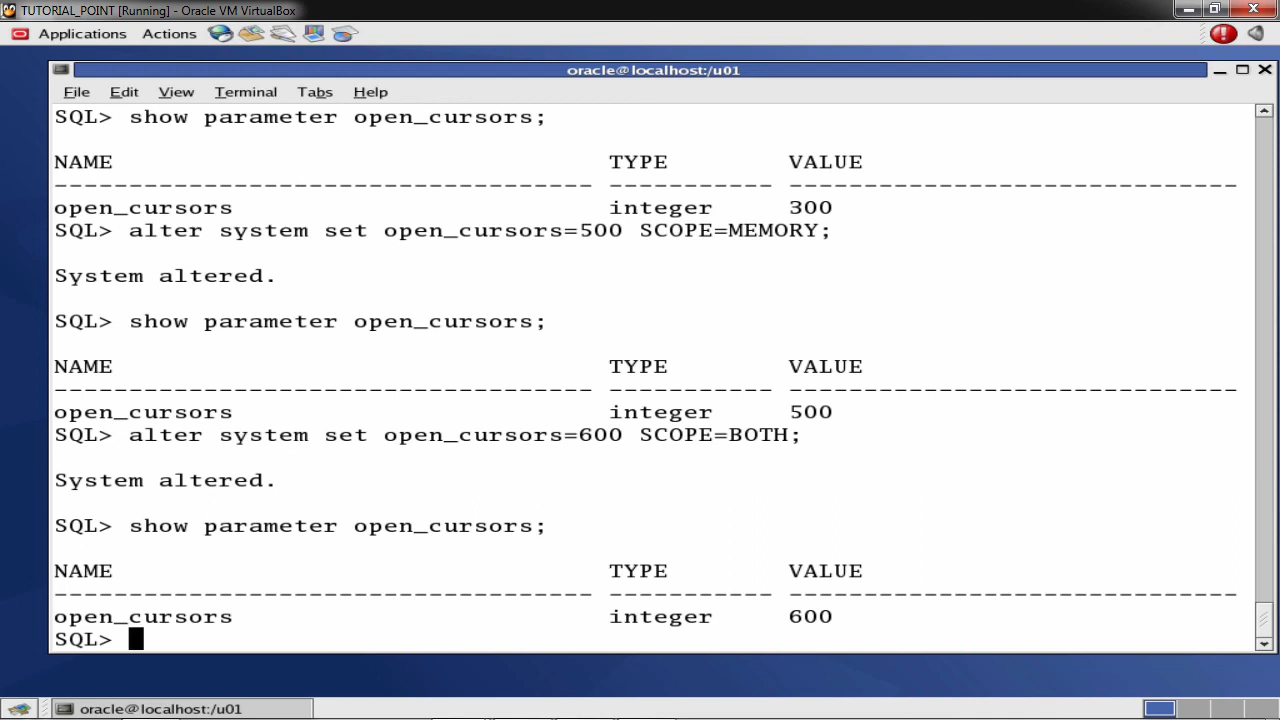 TUTORIAL_POINT [Running] - Oracle VM VirtualBox
Applications Actions
oracle@localhost:/u01
File Edit View Terminal Tabs Help
SQL> show parameter open_cursors;
NAME TYPE VALUE
------------------------------------ ----------- ------------------------------
open_cursors integer 300
SQL> alter system set open_cursors=500 SCOPE=MEMORY;
System altered.
SQL> show parameter open_cursors;
NAME TYPE VALUE
------------------------------------ ----------- ------------------------------
open_cursors integer 500
SQL> alter system set open_cursors=600 SCOPE=BOTH;
System altered.
SQL> show parameter open_cursors;
NAME TYPE VALUE
------------------------------------ ----------- ------------------------------
open_cursors integer 600
SQL>
oracle@localhost:/u01